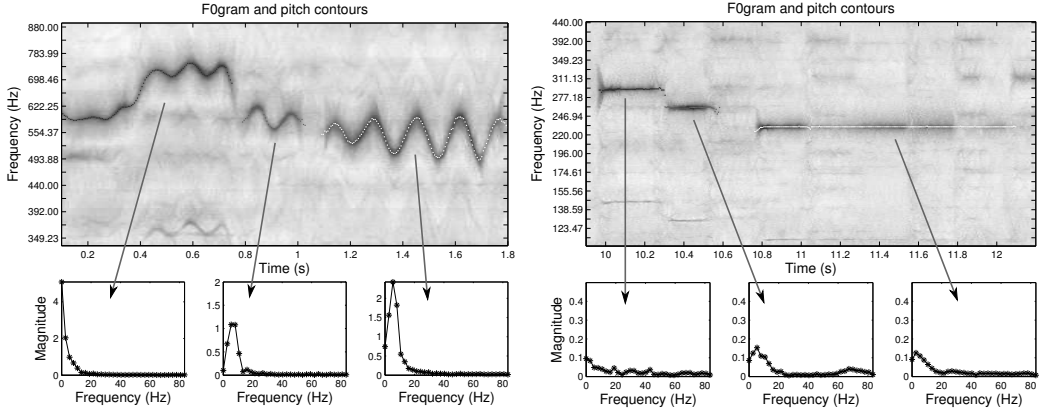 F0gram and pitch contours
Frequency (Hz)
880.00
783.99
698.46
622.25
554.37
493.88
440.00
392.00
349.23
0.2 0.4 0.6 0.8 1 1.2 1.4 1.6 1.8
Time (s)
Magnitude
4
2
0
0 20 40 60 80
Frequency (Hz)
2
1.5
1
0.5
0
0 20 40 60 80
Frequency (Hz)
2
1
0
0 20 40 60 80
Frequency (Hz)
F0gram and pitch contours
Frequency (Hz)
440.00
392.00
349.23
311.13
277.18
246.94
220.00
196.00
174.61
155.56
138.59
123.47
10 10.2 10.4 10.6 10.8 11 11.2 11.4 11.6 11.8 12
Time (s)
Magnitude
0.5
0.4
0.3
0.2
0.1
0
0 20 40 60 80
Frequency (Hz)
0.5
0.4
0.3
0.2
0.1
0
0 20 40 60 80
Frequency (Hz)
0.5
0.4
0.3
0.2
0.1
0
0 20 40 60 80
Frequency (Hz)